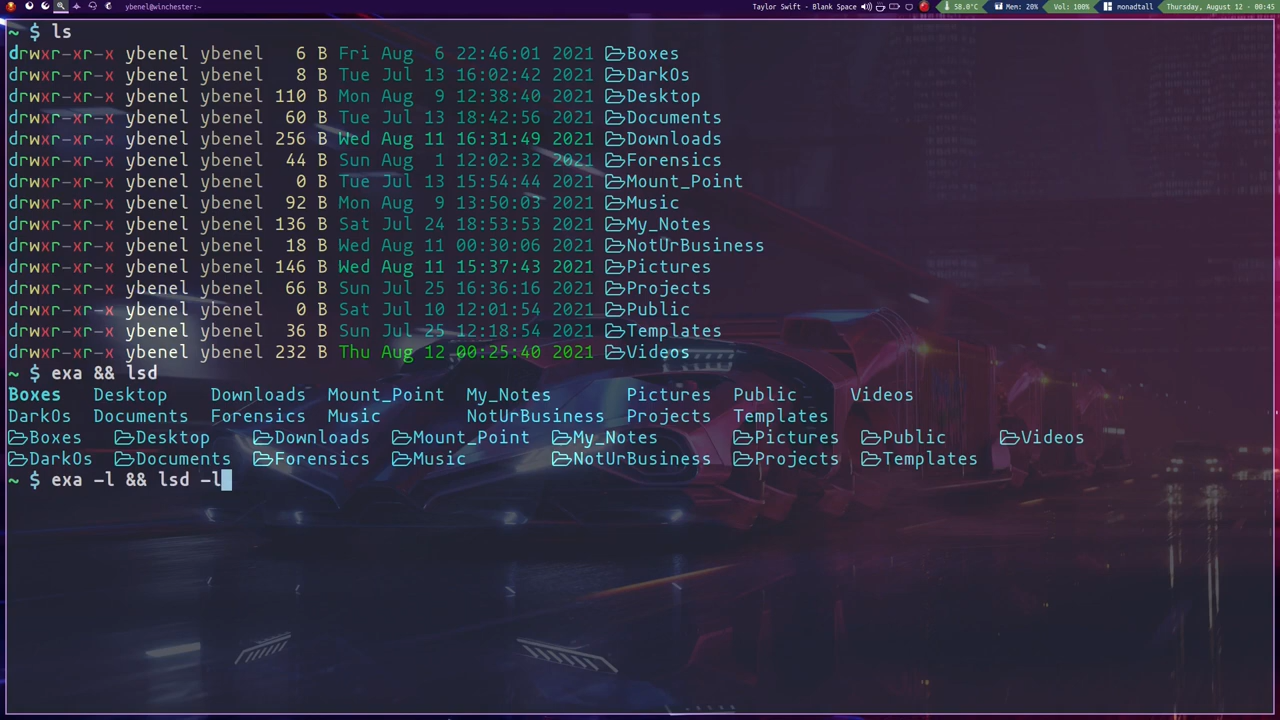 ybenel@winchester:~ Taylor Swift - Blank Space 58.0°C Mem: 20% Vol: 100% monadtall Thursday, August 12 - 00:45
~ $ ls
drwxr-xr-x ybenel ybenel 6 B Fri Aug 6 22:46:01 2021 Boxes
drwxr-xr-x ybenel ybenel 8 B Tue Jul 13 16:02:42 2021 DarkOs
drwxr-xr-x ybenel ybenel 110 B Mon Aug 9 12:38:40 2021 Desktop
drwxr-xr-x ybenel ybenel 60 B Tue Jul 13 18:42:56 2021 Documents
drwxr-xr-x ybenel ybenel 256 B Wed Aug 11 16:31:49 2021 Downloads
drwxr-xr-x ybenel ybenel 44 B Sun Aug 1 12:02:32 2021 Forensics
drwxr-xr-x ybenel ybenel 0 B Tue Jul 13 15:54:44 2021 Mount_Point
drwxr-xr-x ybenel ybenel 92 B Mon Aug 9 13:50:03 2021 Music
drwxr-xr-x ybenel ybenel 136 B Sat Jul 24 18:53:53 2021 My_Notes
drwxr-xr-x ybenel ybenel 18 B Wed Aug 11 00:30:06 2021 NotUrBusiness
drwxr-xr-x ybenel ybenel 146 B Wed Aug 11 15:37:43 2021 Pictures
drwxr-xr-x ybenel ybenel 66 B Sun Jul 25 16:36:16 2021 Projects
drwxr-xr-x ybenel ybenel 0 B Sat Jul 10 12:01:54 2021 Public
drwxr-xr-x ybenel ybenel 36 B Sun Jul 25 12:18:54 2021 Templates
drwxr-xr-x ybenel ybenel 232 B Thu Aug 12 00:25:40 2021 Videos
~ $ exa && lsd
Boxes Desktop Downloads Mount_Point My_Notes Pictures Public Videos
DarkOs Documents Forensics Music NotUrBusiness Projects Templates
Boxes Desktop Downloads Mount_Point My_Notes Pictures Public Videos
DarkOs Documents Forensics Music NotUrBusiness Projects Templates
~ $ exa -l && lsd -l